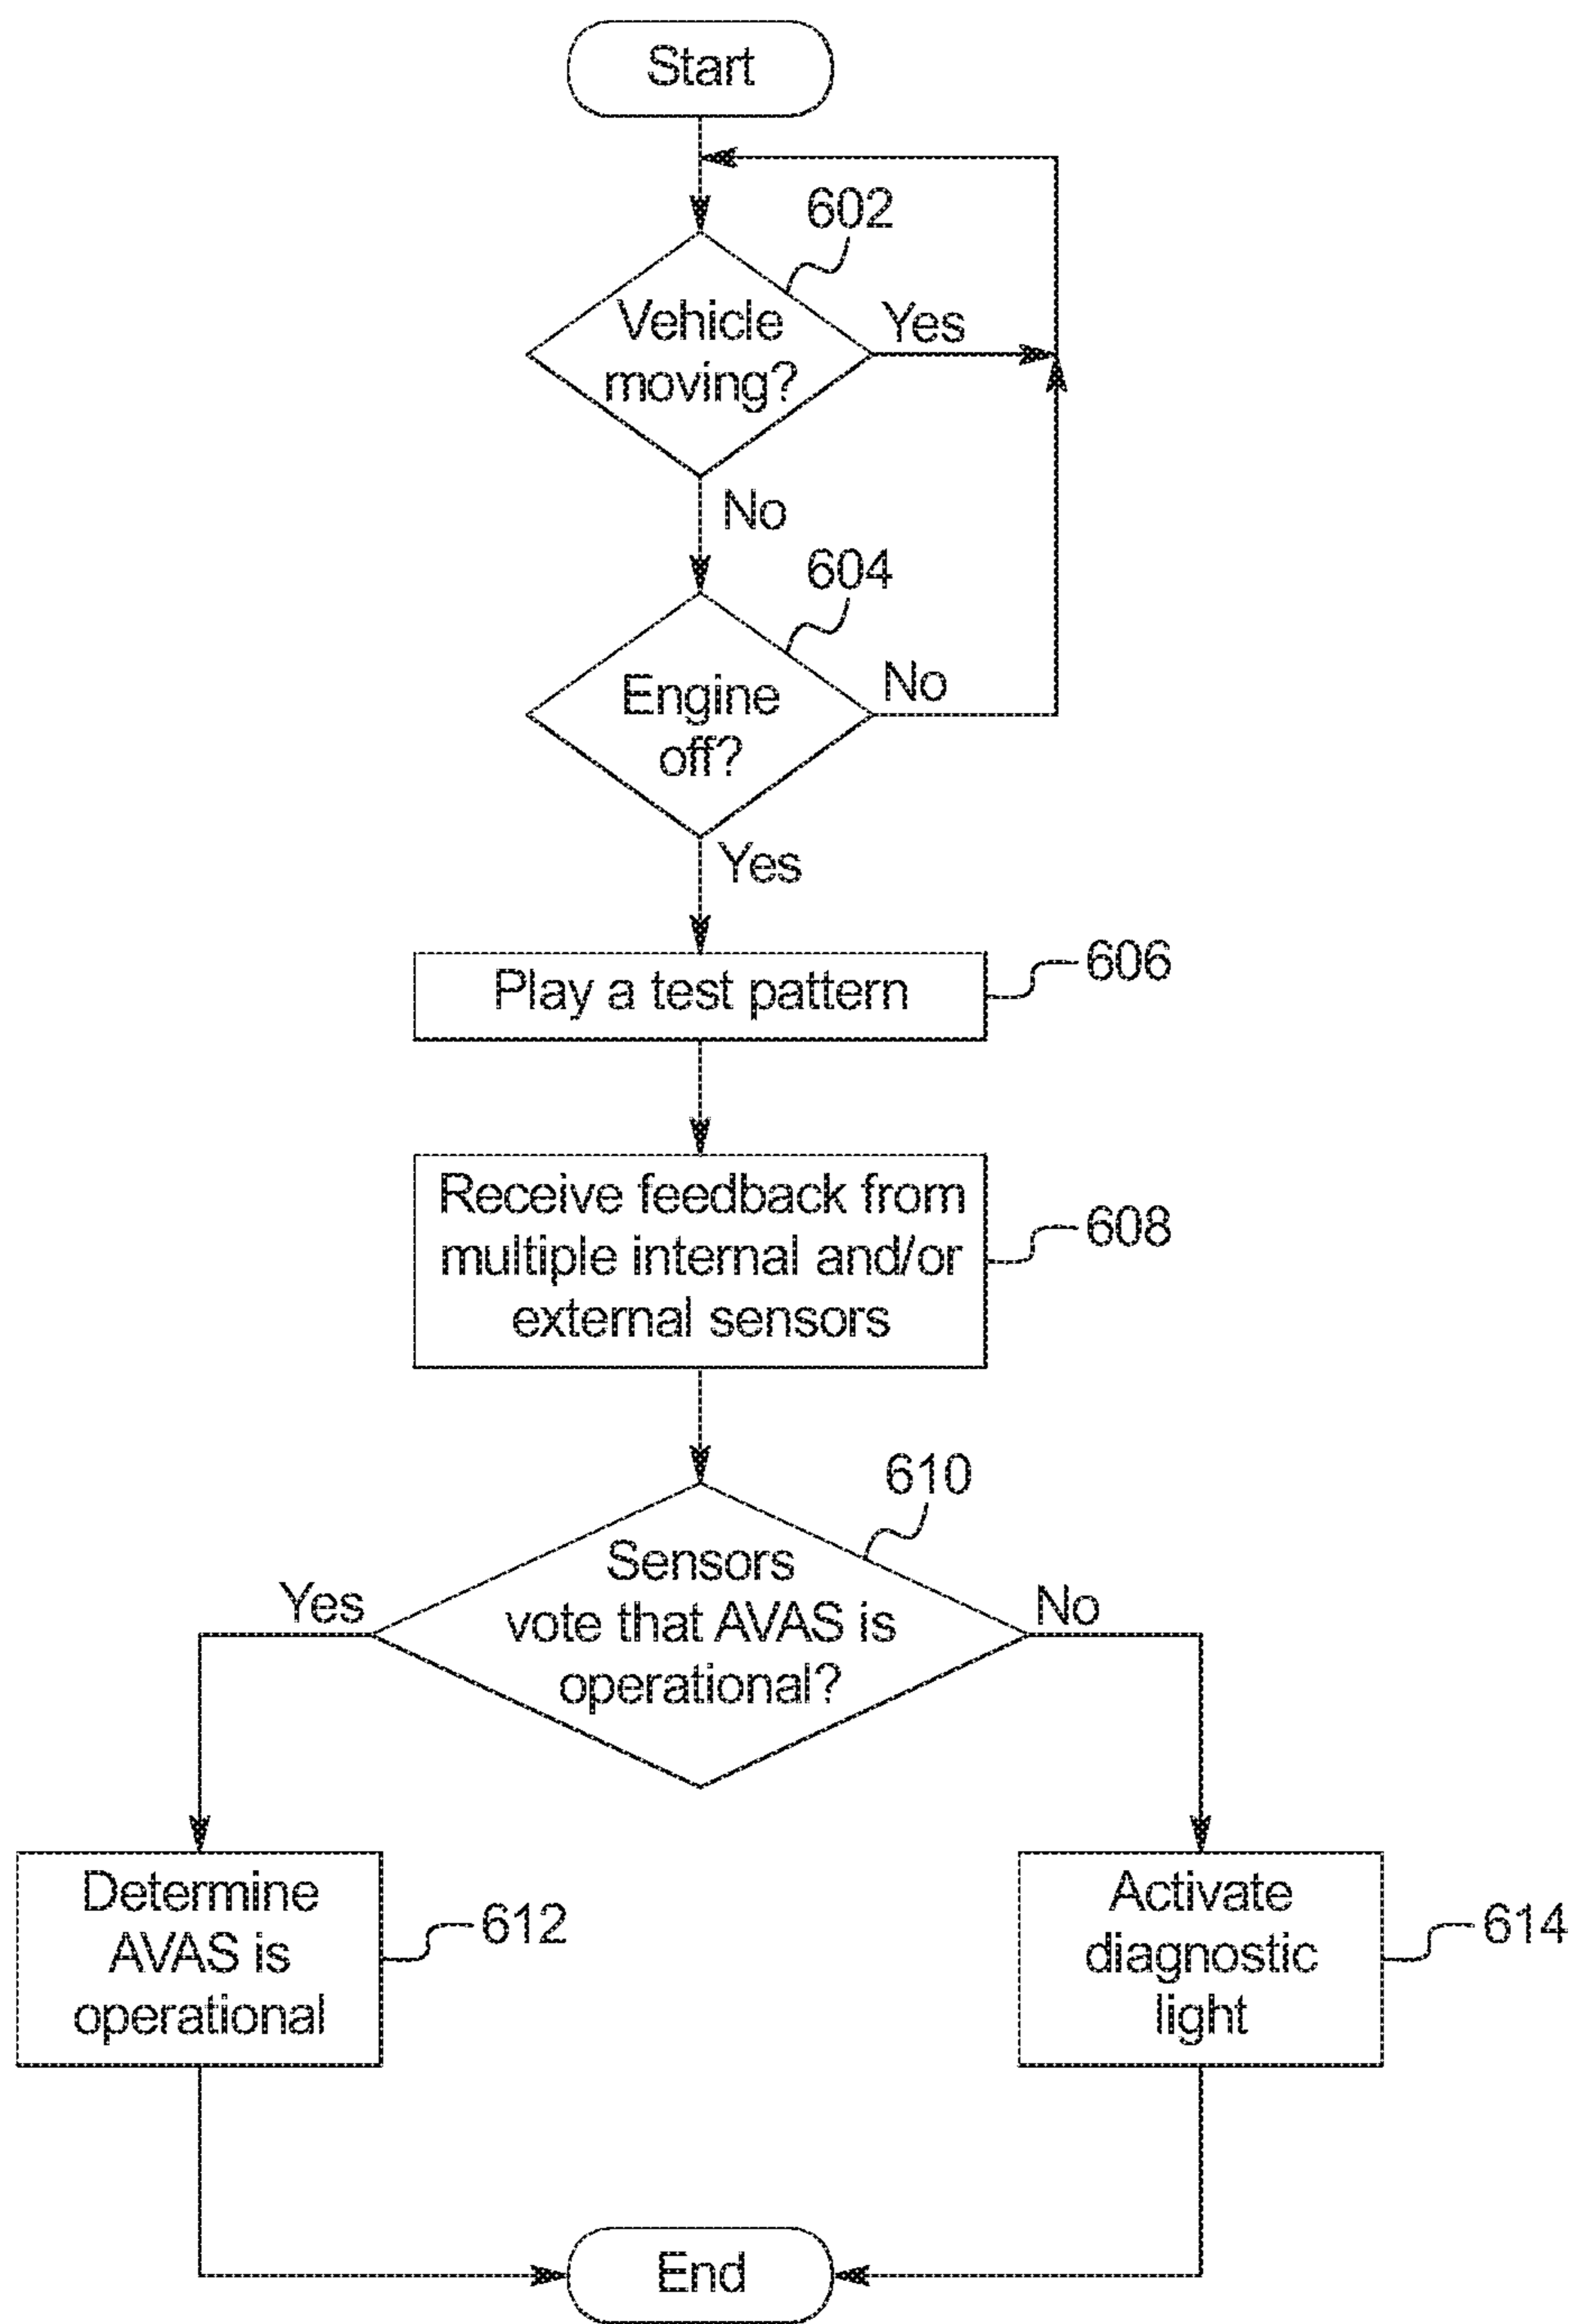 Start
602
Vehicle
moving?
Yes
No
604
Engine
off?
No
Yes
Play a test pattern
606
Receive feedback from
multiple internal and/or
external sensors
608
610
Sensors
vote that AVAS is
operational?
Yes
No
Determine
AVAS is
operational
612
Activate
diagnostic
light
614
End